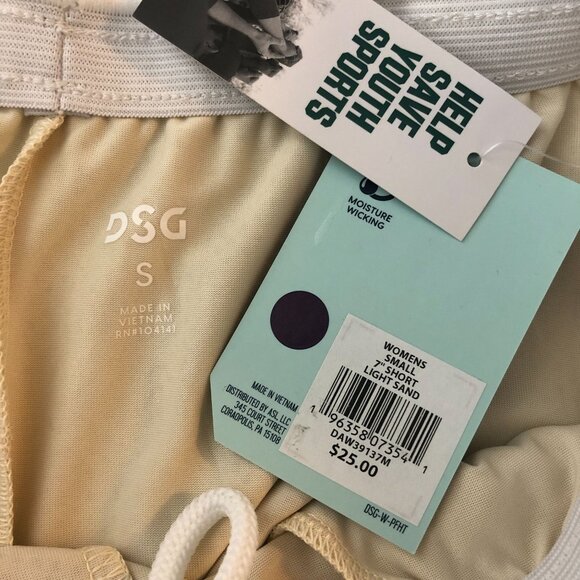 HELP
SAVE
YOUTH
SPORTS
DSG
S
MADE IN
VIETNAM
RN#104141
MOISTURE
WICKING
MADE IN VIETNAM
DISTRIBUTED BY ASL, LLC
345 COURT STREET
CORAOPOLIS, PA 15108
WOMENS
SMALL
7" SHORT
LIGHT SAND
1 96358 07354 1
DAW39137M
$25.00
DSG-W-PFHT